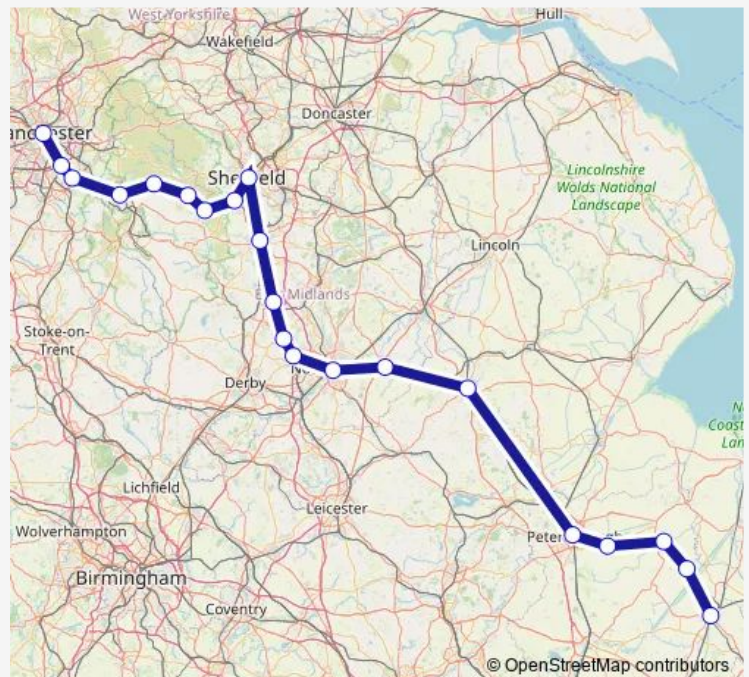 West Yorkshire
Hull
Wakefield
Doncaster
Lincolnshire
Wolds National
Landscape
Lincoln
Midlands
Stoke-on-
Trent
Derby
Lichfield
Leicester
Wolverhampton
Birmingham
Coventry
© OpenStreetMap contributors